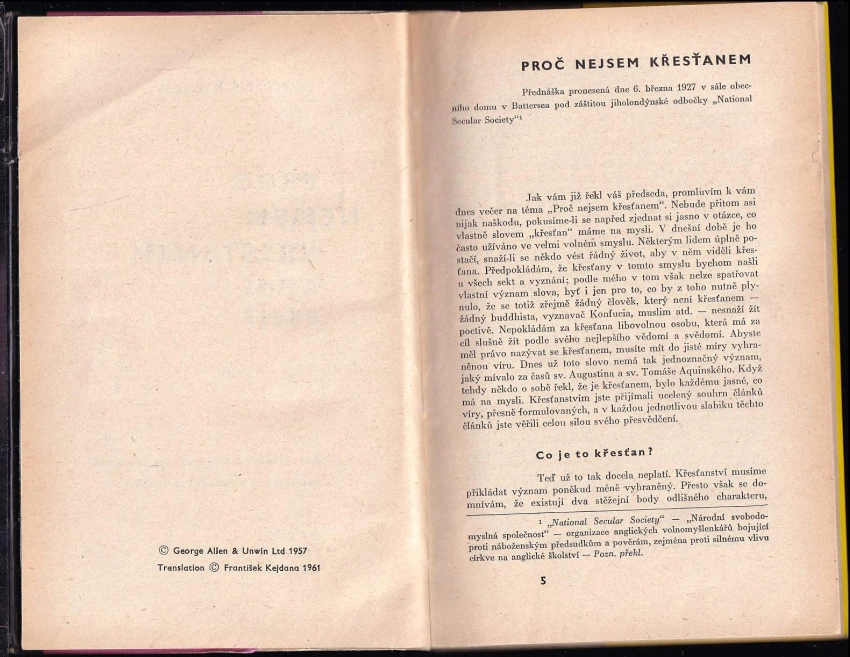 © George Allen & Unwin Ltd 1957
Translation © František Kejdana 1961
PROČ NEJSEM KŘESŤANEM
Přednáška pronesená dne 6. března 1927 v sále obec-
ního domu v Battersea pod záštitou jiholondýnské odbočky „National
Secular Society“¹
Jak vám již řekl váš předseda, promluvím k vám
dnes večer na téma „Proč nejsem křesťanem“. Nebude přitom asi
nijak naškodu, pokusíme-li se napřed zjednat si jasno v otázce, co
vlastně slovem „křesťan“ máme na mysli. V dnešní době je ho
často užíváno ve velmi volném smyslu. Některým lidem úplně po-
stačí, snaží-li se někdo vést řádný život, aby v něm viděli křes-
ťana. Předpokládám, že křesťany v tomto smyslu bychom našli
u všech sekt a vyznání; podle mého v tom však nelze spatřovat
vlastní význam slova, byť i jen pro to, co by z toho nutně ply-
nulo, že se totiž zřejmě žádný člověk, který není křesťanem —
žádný buddhista, vyznavač Konfucia, muslim atd. — nesnaží žít
poctivě. Nepokládám za křesťana libovolnou osobu, která má za
cíl slušně žít podle svého nejlepšího vědomí a svědomí. Abyste
měl právo nazývat se křesťanem, musíte mít do jisté míry vyhra-
něnou víru. Dnes už toto slovo nemá tak jednoznačný význam,
jaký mívalo za časů sv. Augustina a sv. Tomáše Aquinského. Když
tehdy někdo o sobě řekl, že je křesťanem, bylo každému jasné, co
má na mysli. Křesťanstvím jste přijímali ucelený souhrn článků
víry, přesně formulovaných, a v každou jednotlivou slabiku těchto
článků jste věřili celou silou svého přesvědčení.
Co je to křesťan?
Teď už to tak docela neplatí. Křesťanství musíme
přikládat význam poněkud méně vyhraněný. Přesto však se do-
mnívám, že existují dva stěžejní body odlišného charakteru,
¹ „National Secular Society“ — „Národní svobodo-
myslná společnost“ — organizace anglických volnomyšlenkářů bojující
proti náboženským předsudkům a pověrám, zejména proti silnému vlivu
církve na anglické školství — Pozn. překl.
5